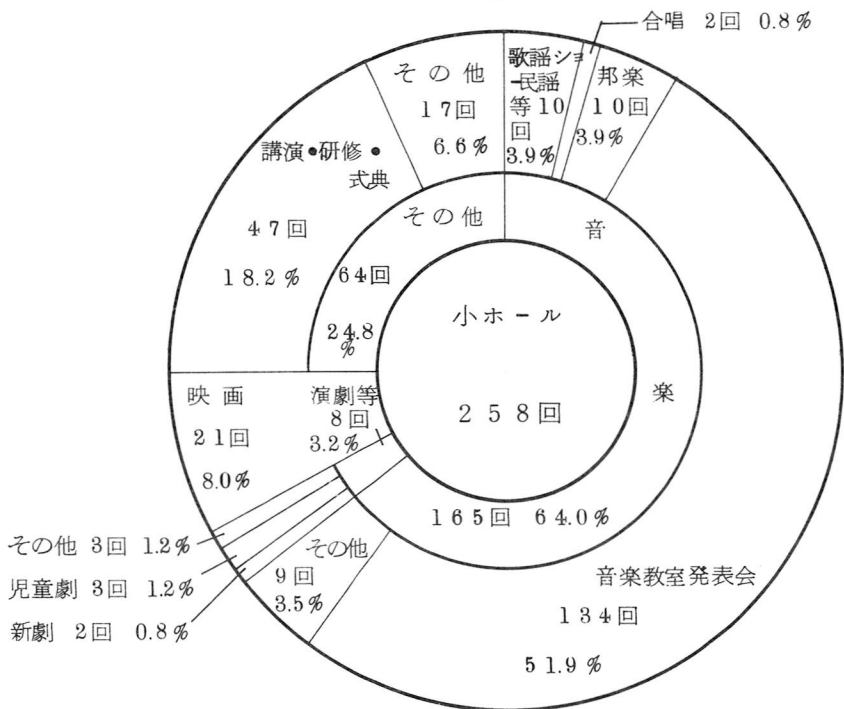 合唱 2回 0.8%
歌謡ショ
ー民謡
等10
回
3.9%
邦楽
10回
3.9%
その他
17回
6.6%
講演・研修・
式典
47回
18.2%
その他
64回
24.8
%
音
楽
165回 64.0%
小ホール
258回
映画
21回
8.0%
演劇等
8回
3.2%
その他 3回 1.2%
児童劇 3回 1.2%
新劇 2回 0.8%
その他
9回
3.5%
音楽教室発表会
134回
51.9%